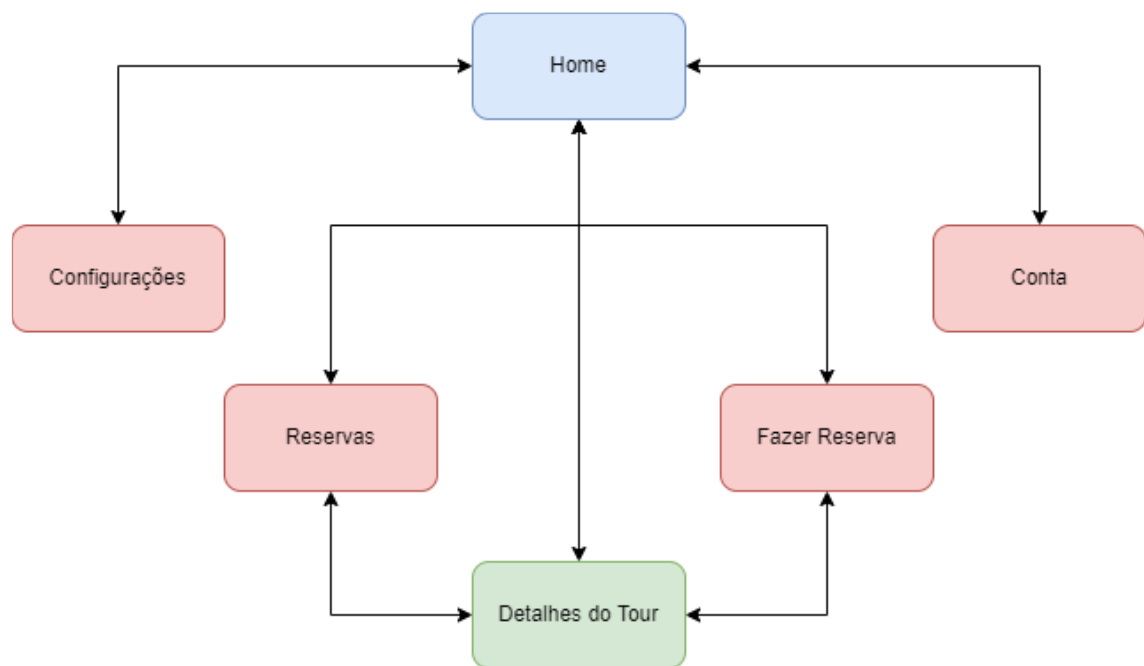 Home
Configurações
Conta
Reservas
Fazer Reserva
Detalhes do Tour